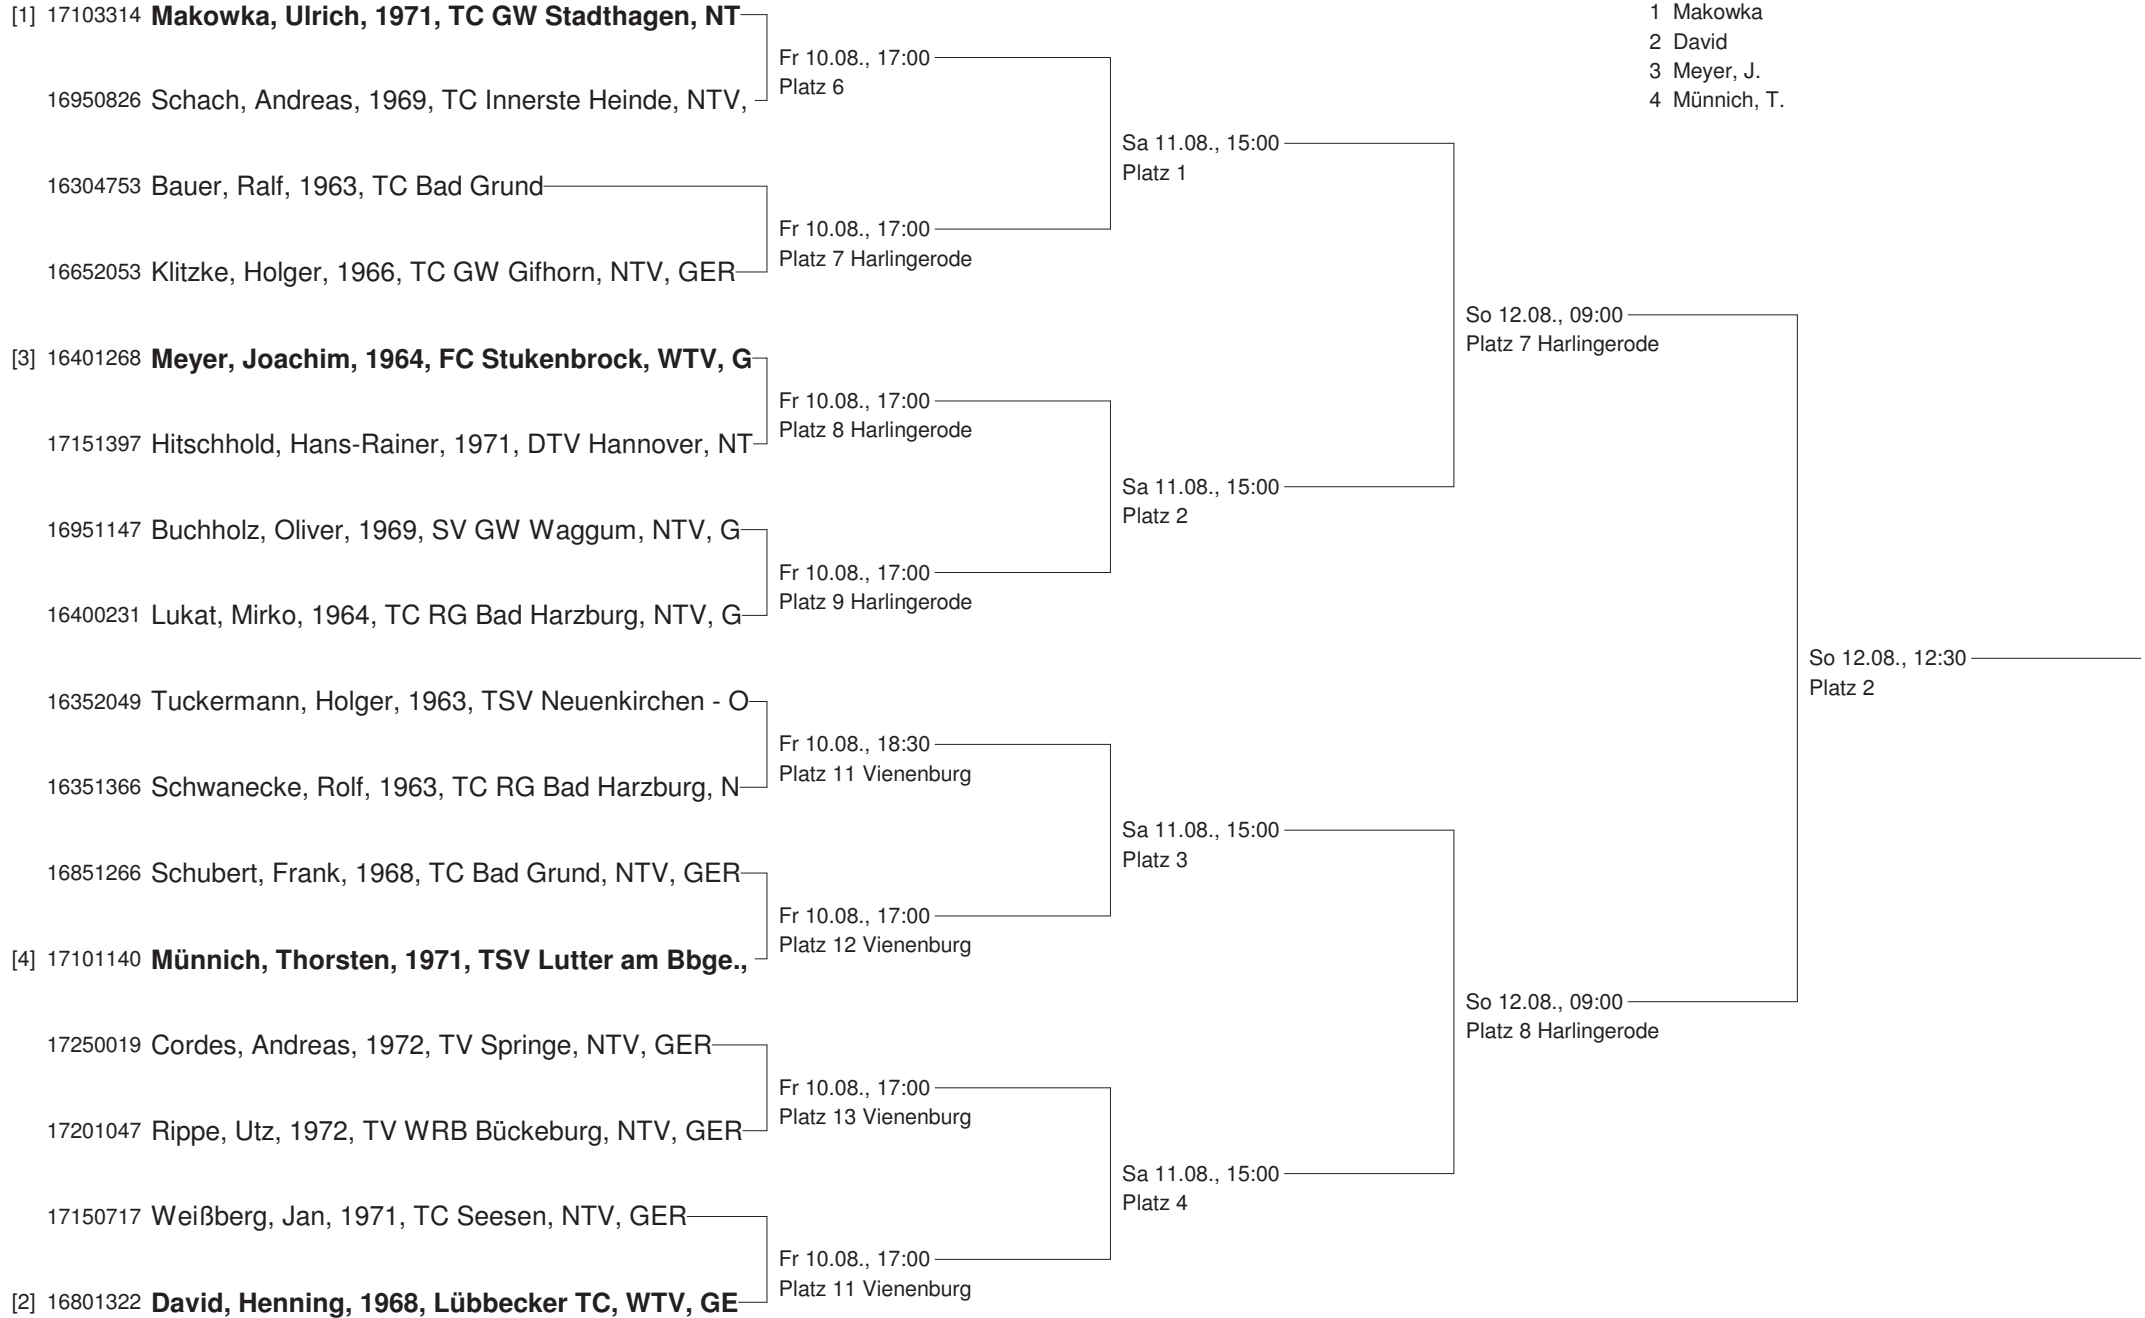 [1] 17103314 Makowka, Ulrich, 1971, TC GW Stadthagen, NT
16950826 Schach, Andreas, 1969, TC Innerste Heinde, NTV,
16304753 Bauer, Ralf, 1963, TC Bad Grund
16652053 Klitzke, Holger, 1966, TC GW Gifhorn, NTV, GER
[3] 16401268 Meyer, Joachim, 1964, FC Stukenbrock, WTV, G
17151397 Hitschhold, Hans-Rainer, 1971, DTV Hannover, NT
16951147 Buchholz, Oliver, 1969, SV GW Waggum, NTV, G
16400231 Lukat, Mirko, 1964, TC RG Bad Harzburg, NTV, G
16352049 Tuckermann, Holger, 1963, TSV Neuenkirchen - O
16351366 Schwanecke, Rolf, 1963, TC RG Bad Harzburg, N
16851266 Schubert, Frank, 1968, TC Bad Grund, NTV, GER
[4] 17101140 Münnich, Thorsten, 1971, TSV Lutter am Bbge.,
17250019 Cordes, Andreas, 1972, TV Springe, NTV, GER
17201047 Rippe, Utz, 1972, TV WRB Bückeburg, NTV, GER
17150717 Weißberg, Jan, 1971, TC Seesen, NTV, GER
[2] 16801322 David, Henning, 1968, Lübbecker TC, WTV, GE
Fr 10.08., 17:00
Platz 6
Fr 10.08., 17:00
Platz 7 Harlingerode
Fr 10.08., 17:00
Platz 8 Harlingerode
Fr 10.08., 17:00
Platz 9 Harlingerode
Fr 10.08., 18:30
Platz 11 Vienenburg
Fr 10.08., 17:00
Platz 12 Vienenburg
Fr 10.08., 17:00
Platz 13 Vienenburg
Fr 10.08., 17:00
Platz 11 Vienenburg
Sa 11.08., 15:00
Platz 1
Sa 11.08., 15:00
Platz 2
Sa 11.08., 15:00
Platz 3
Sa 11.08., 15:00
Platz 4
So 12.08., 09:00
Platz 7 Harlingerode
So 12.08., 09:00
Platz 8 Harlingerode
So 12.08., 12:30
Platz 2
1 Makowka
2 David
3 Meyer, J.
4 Münnich, T.